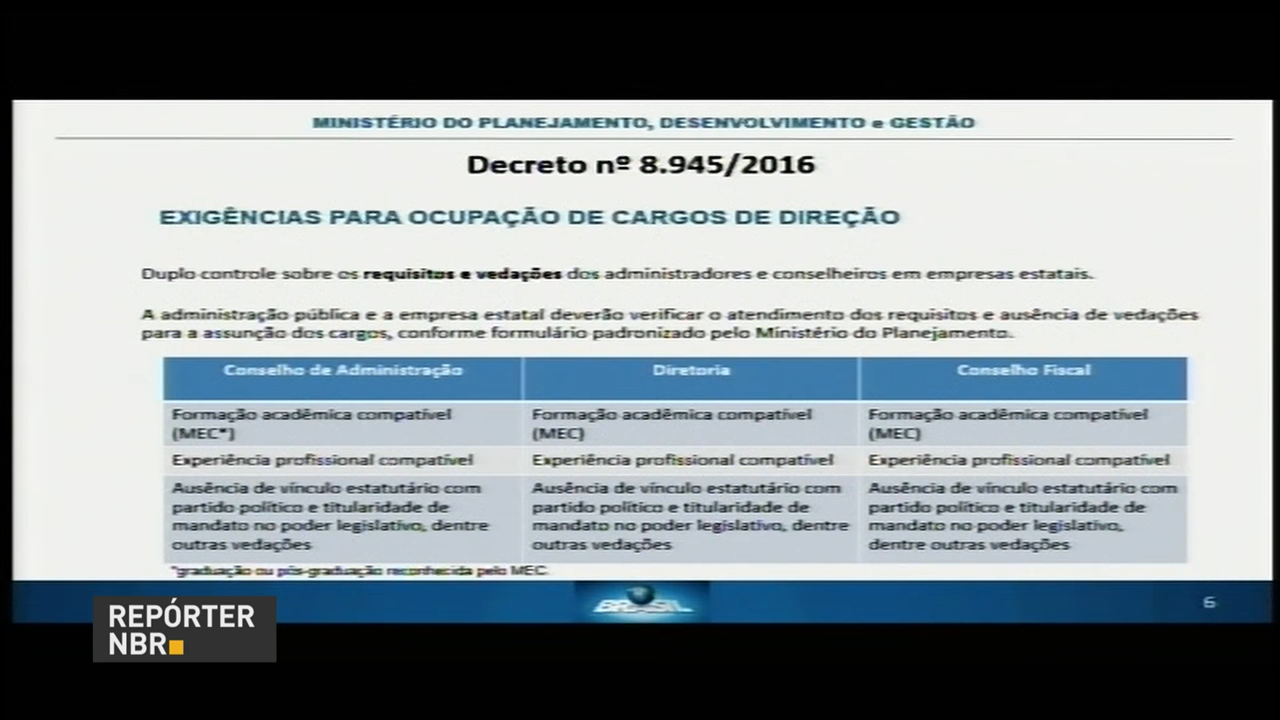 MINISTÉRIO DO PLANEJAMENTO, DESENVOLVIMENTO e GESTÃO
Decreto nº 8.945/2016
EXIGÊNCIAS PARA OCUPAÇÃO DE CARGOS DE DIREÇÃO
Duplo controle sobre os requisitos e vedações dos administradores e conselheiros em empresas estatais.
A administração pública e a empresa estatal deverão verificar o atendimento dos requisitos e ausência de vedações
para a assunção dos cargos, conforme formulário padronizado pelo Ministério do Planejamento.
Conselho de Administração
Diretoria
Conselho Fiscal
Formação acadêmica compatível
(MEC*)
Formação acadêmica compatível
(MEC)
Formação acadêmica compatível
(MEC)
Experiência profissional compatível
Experiência profissional compatível
Experiência profissional compatível
Ausência de vínculo estatutário com
partido político e titularidade de
mandato no poder legislativo, dentre
outras vedações
Ausência de vínculo estatutário com
partido político e titularidade de
mandato no poder legislativo, dentre
outras vedações
Ausência de vínculo estatutário com
partido político e titularidade de
mandato no poder legislativo,
dentre outras vedações
*graduação ou pós-graduação reconhecida pelo MEC
BRASIL
6
REPÓRTER
NBR